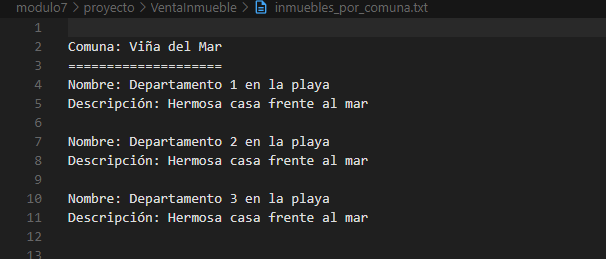 modulo7 > proyecto > VentaInmueble > inmuebles_por_comuna.txt
1
2 Comuna: Viña del Mar
3 ====================
4 Nombre: Departamento 1 en la playa
5 Descripción: Hermosa casa frente al mar
6
7 Nombre: Departamento 2 en la playa
8 Descripción: Hermosa casa frente al mar
9
10 Nombre: Departamento 3 en la playa
11 Descripción: Hermosa casa frente al mar
12
13